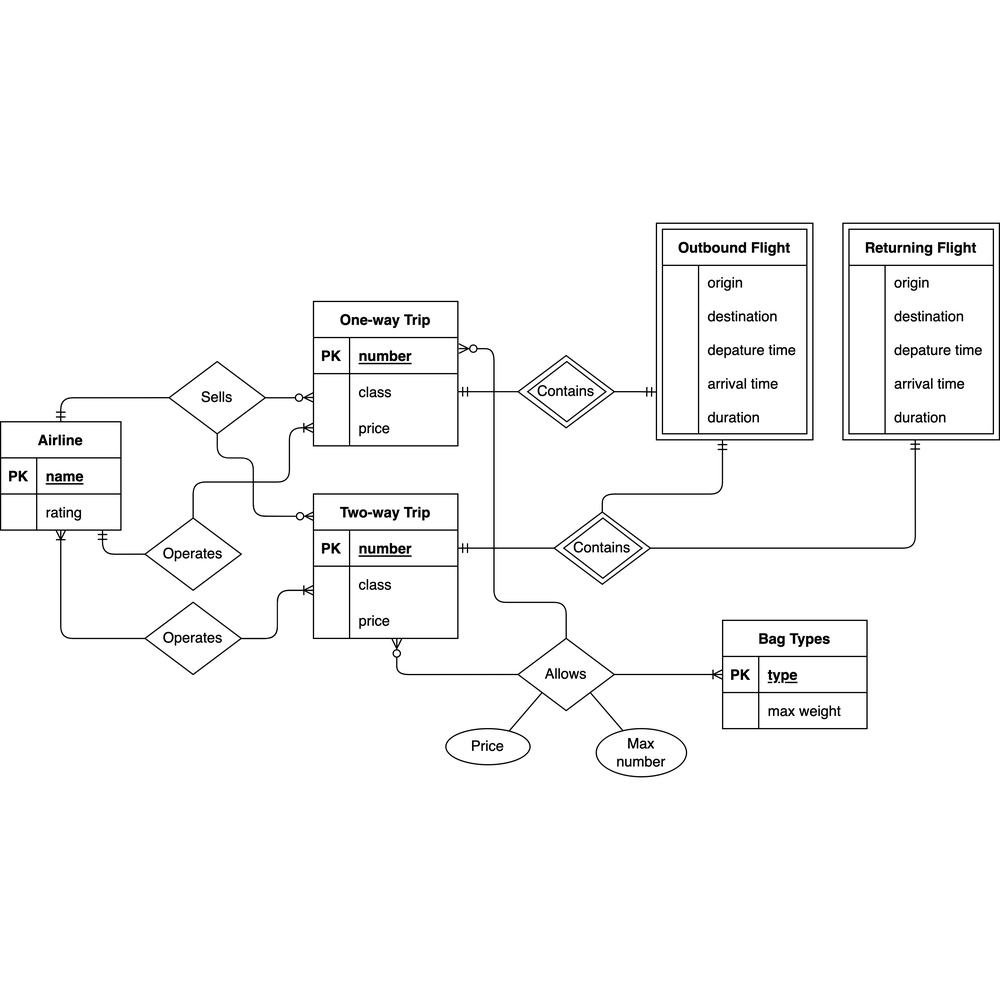 Outbound Flight
origin
destination
depature time
arrival time
duration
Returning Flight
origin
destination
depature time
arrival time
duration
One-way Trip
PK number
class
price
Contains
Sells
Airline
PK name
rating
Two-way Trip
PK number
class
price
Contains
Operates
Operates
Allows
Price
Max
number
Bag Types
PK type
max weight